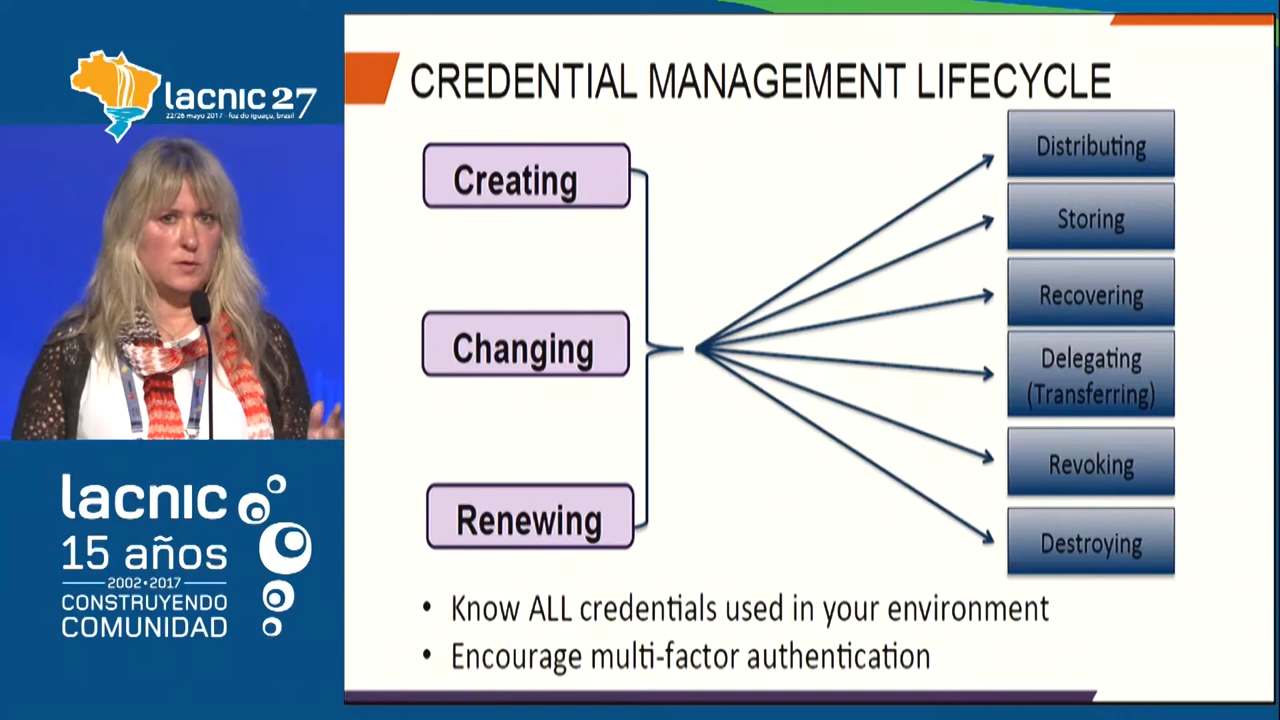 lacnic 27
22/26 mayo 2017 - foz do iguaçu, brasil
lacnic
15 años
2002•2017
CONSTRUYENDO
COMUNIDAD
CREDENTIAL MANAGEMENT LIFECYCLE
Creating
Changing
Renewing
Distributing
Storing
Recovering
Delegating
(Transferring)
Revoking
Destroying
• Know ALL credentials used in your environment
• Encourage multi-factor authentication